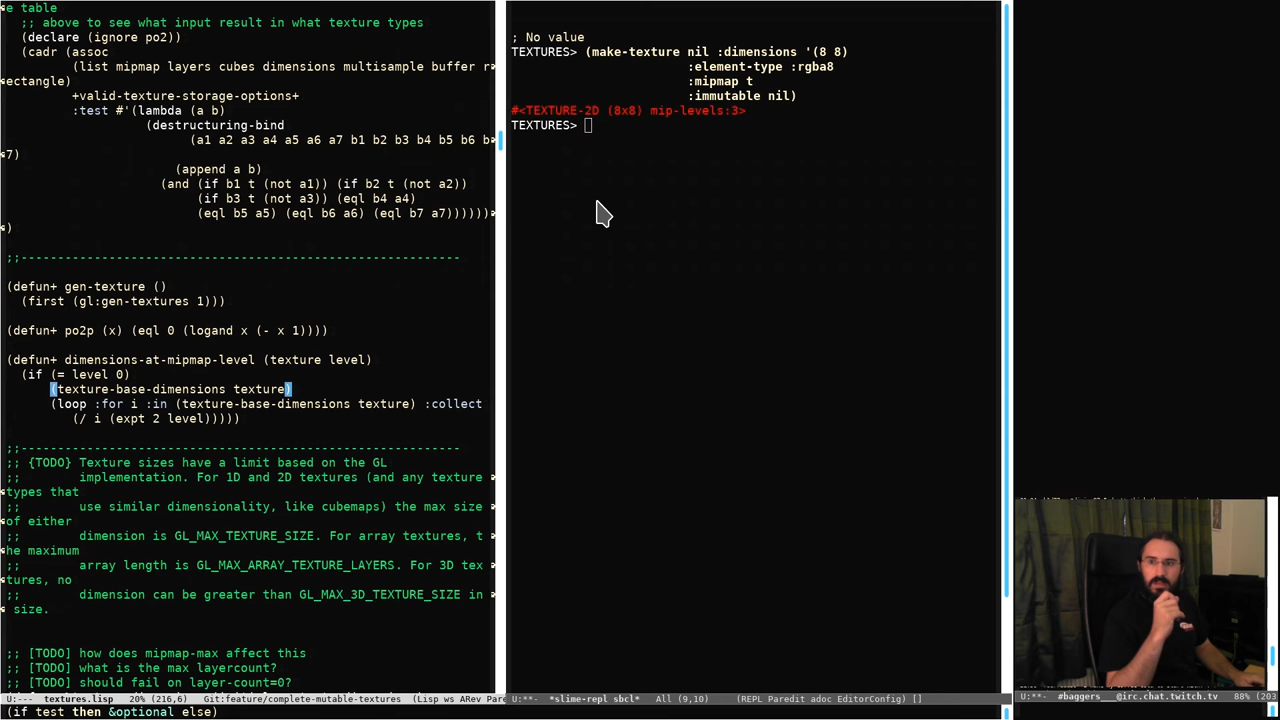 e table
;; above to see what input result in what texture types
(declare (ignore po2))
(cadr (assoc
(list mipmap layers cubes dimensions multisample buffer r
ectangle)
+valid-texture-storage-options+
:test #'(lambda (a b)
(destructuring-bind
(a1 a2 a3 a4 a5 a6 a7 b1 b2 b3 b4 b5 b6 b
7)
(append a b)
(and (if b1 t (not a1)) (if b2 t (not a2))
(if b3 t (not a3)) (eql b4 a4)
(eql b5 a5) (eql b6 a6) (eql b7 a7))))))
)
;;----------------------------------------------------
(defun+ gen-texture ()
(first (gl:gen-textures 1)))
(defun+ po2p (x) (eql 0 (logand x (- x 1))))
(defun+ dimensions-at-mipmap-level (texture level)
(if (= level 0)
(texture-base-dimensions texture)
(loop :for i :in (texture-base-dimensions texture) :collect
(/ i (expt 2 level)))))
;;----------------------------------------------------
;; {TODO} Texture sizes have a limit based on the GL
;; implementation. For 1D and 2D textures (and any texture
types that
;; use similar dimensionality, like cubemaps) the max size
of either
;; dimension is GL_MAX_TEXTURE_SIZE. For array textures, t
he maximum
;; array length is GL_MAX_ARRAY_TEXTURE_LAYERS. For 3D tex
tures, no
;; dimension can be greater than GL_MAX_3D_TEXTURE_SIZE in
size.
;; [TODO] how does mipmap-max affect this
;; [TODO] what is the max layercount?
;; [TODO] should fail on layer-count=0?
U:--- textures.lisp 20% (216,6) Git:feature/complete-mutable-textures (Lisp ws ARev Pare
(if test then &optional else)
; No value
TEXTURES> (make-texture nil :dimensions '(8 8)
:element-type :rgba8
:mipmap t
:immutable nil)
#<TEXTURE-2D (8x8) mip-levels:3>
TEXTURES>
U:**- *slime-repl sbcl* All (9,10) (REPL Paredit adoc EditorConfig) []
U:**- #baggers___@irc.chat.twitch.tv 88% (203